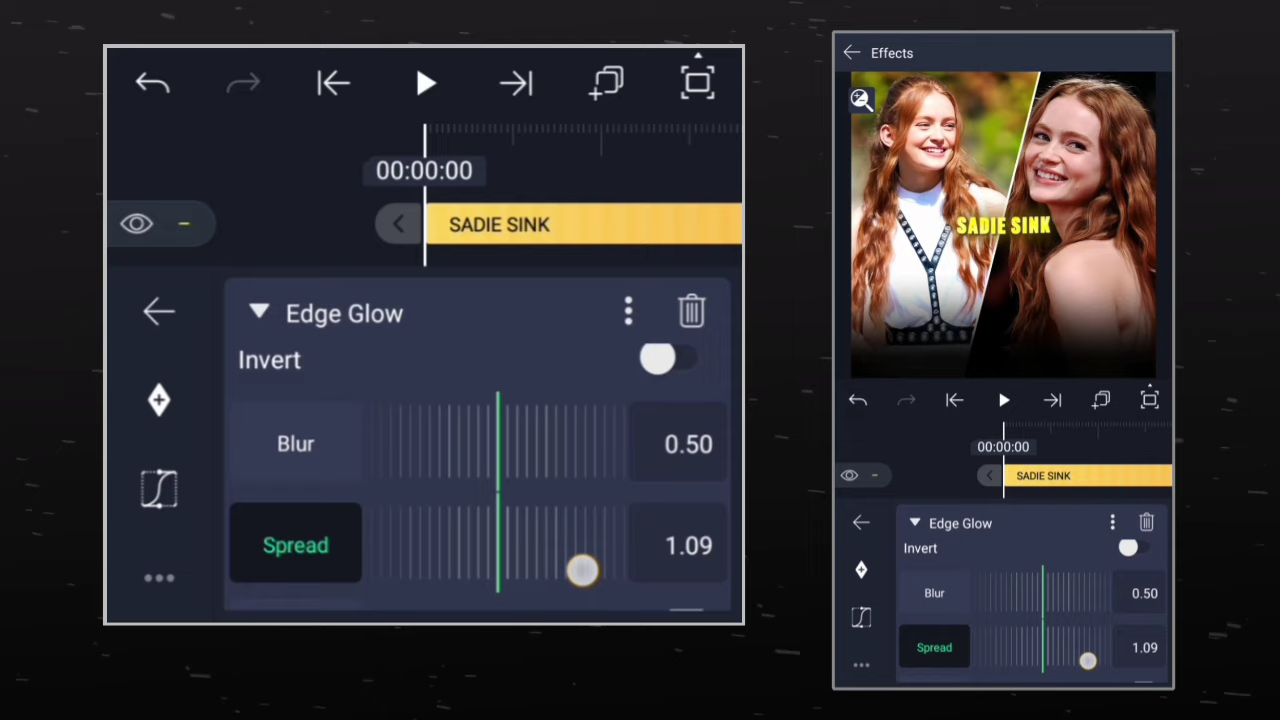 00:00:00
SADIE SINK
Edge Glow
Invert
Blur
0.50
Spread
1.09
Effects
SADIE SINK
00:00:00
SADIE SINK
Edge Glow
Invert
Blur
0.50
Spread
1.09